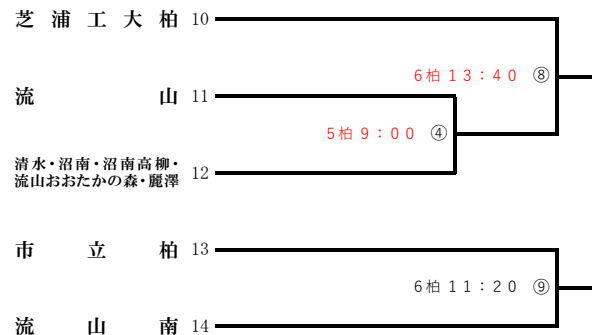 芝浦工大柏 10
6柏 13：40 ⑧
流山 11
5柏 9：00 ④
清水・沼南・沼南高柳・
流山おおたかの森・麗澤 12
市立柏 13
6柏 11：20 ⑨
流山南 14